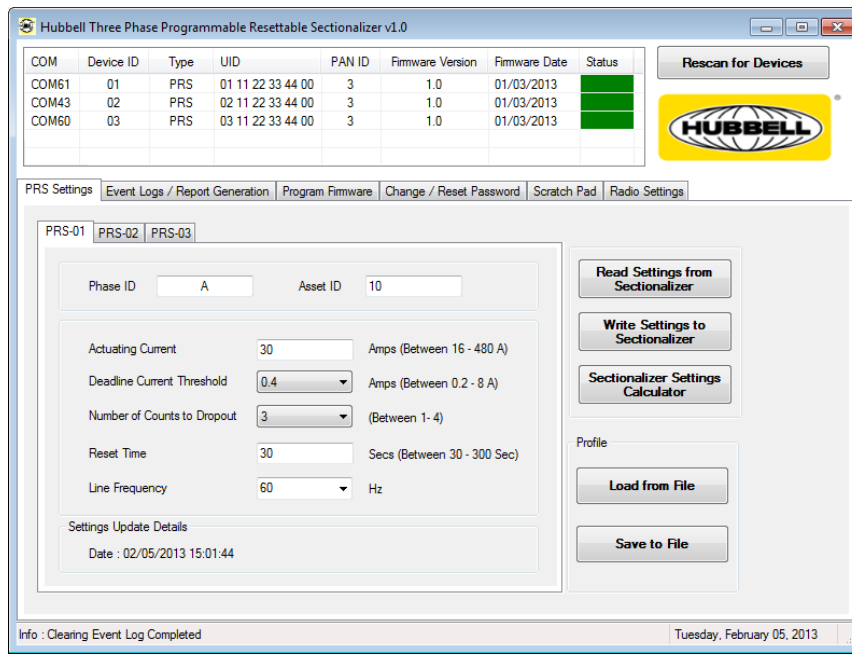 Hubbell Three Phase Programmable Resettable Sectionalizer v1.0
COM Device ID Type UID PAN ID Firmware Version Firmware Date Status
COM61 01 PRS 01 11 22 33 44 00 3 1.0 01/03/2013
COM43 02 PRS 02 11 22 33 44 00 3 1.0 01/03/2013
COM60 03 PRS 03 11 22 33 44 00 3 1.0 01/03/2013
Rescan for Devices
HUBBELL
PRS Settings Event Logs / Report Generation Program Firmware Change / Reset Password Scratch Pad Radio Settings
PRS-01 PRS-02 PRS-03
Phase ID A Asset ID 10
Actuating Current 30 Amps (Between 16 - 480 A)
Deadline Current Threshold 0.4 Amps (Between 0.2 - 8 A)
Number of Counts to Dropout 3 (Between 1- 4)
Reset Time 30 Secs (Between 30 - 300 Sec)
Line Frequency 60 Hz
Settings Update Details
Date : 02/05/2013 15:01:44
Read Settings from
Sectionalizer
Write Settings to
Sectionalizer
Sectionalizer Settings
Calculator
Profile
Load from File
Save to File
Info : Clearing Event Log Completed Tuesday, February 05, 2013